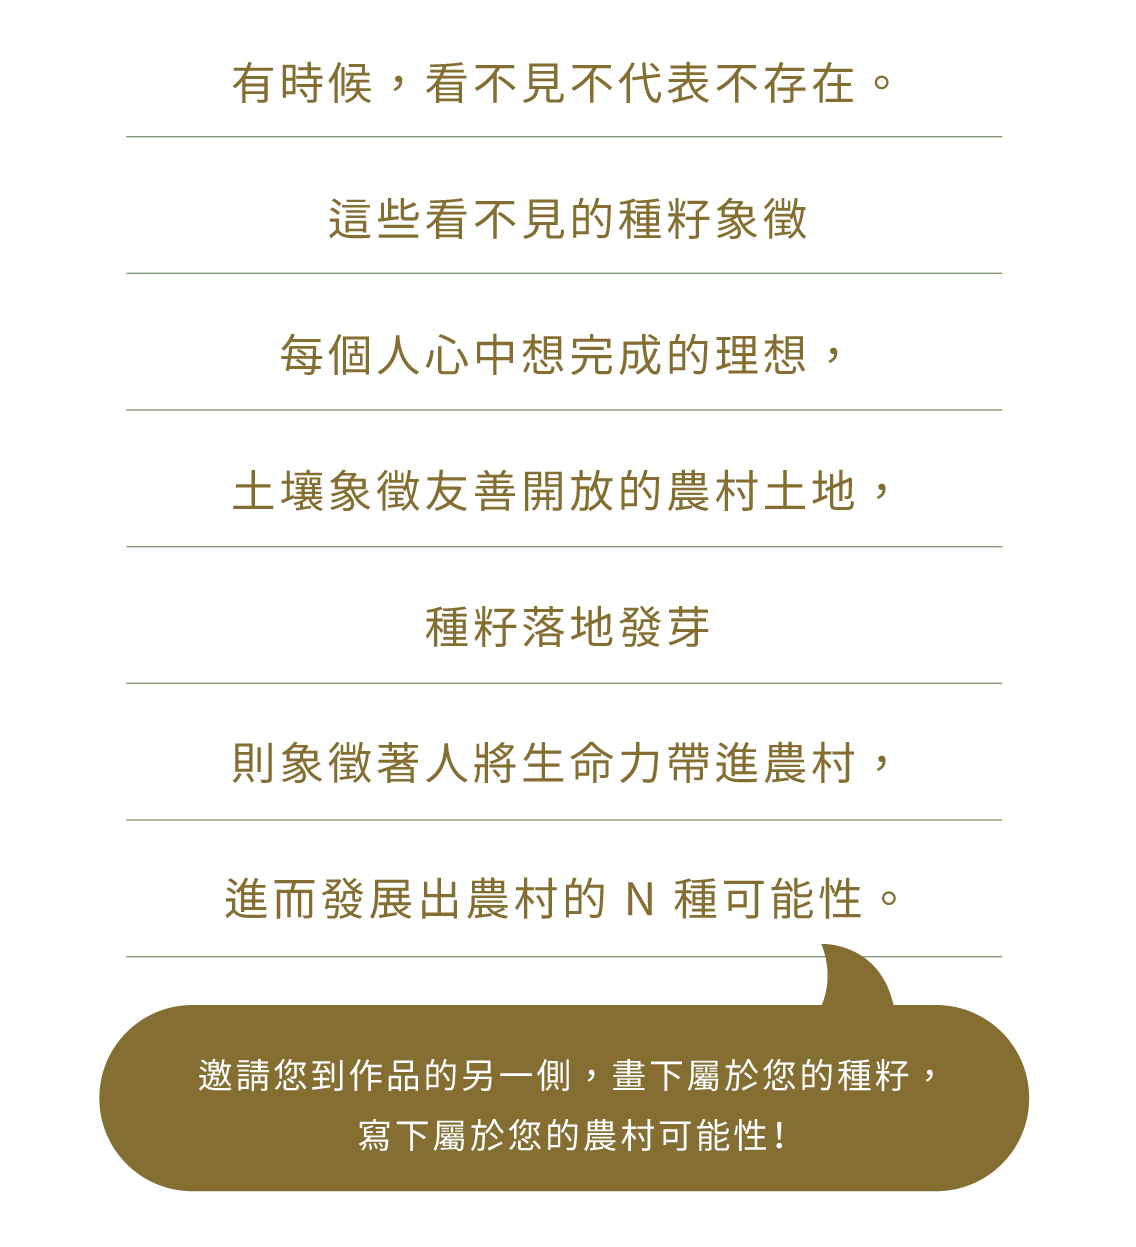 有時候，看不見不代表不存在。
這些看不見的種籽象徵
每個人心中想完成的理想，
土壤象徵友善開放的農村土地，
種籽落地發芽
則象徵著人將生命力帶進農村，
進而發展出農村的 N 種可能性。
邀請您到作品的另一側，畫下屬於您的種籽，
寫下屬於您的農村可能性！